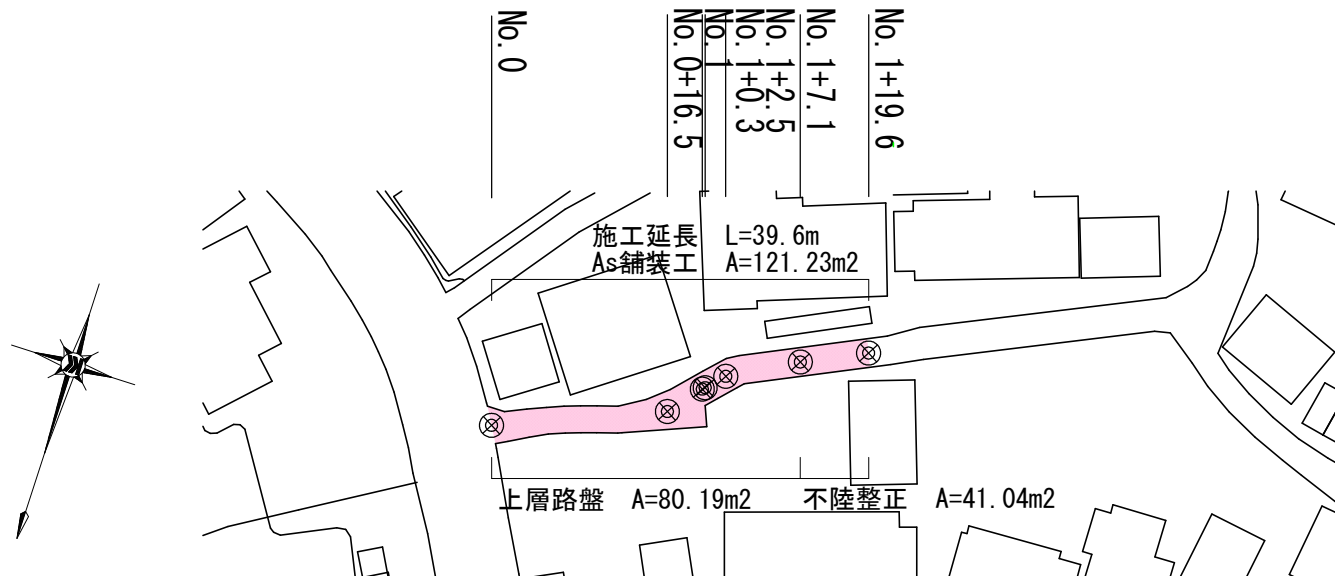 No. 0
No. 0+16.5
No. 1
No. 1+0.3
No. 1+2.5
No. 1+7.1
No. 1+19.6
施工延長 L=39.6m
As舗装工 A=121.23m2
上層路盤 A=80.19m2 不陸整正 A=41.04m2